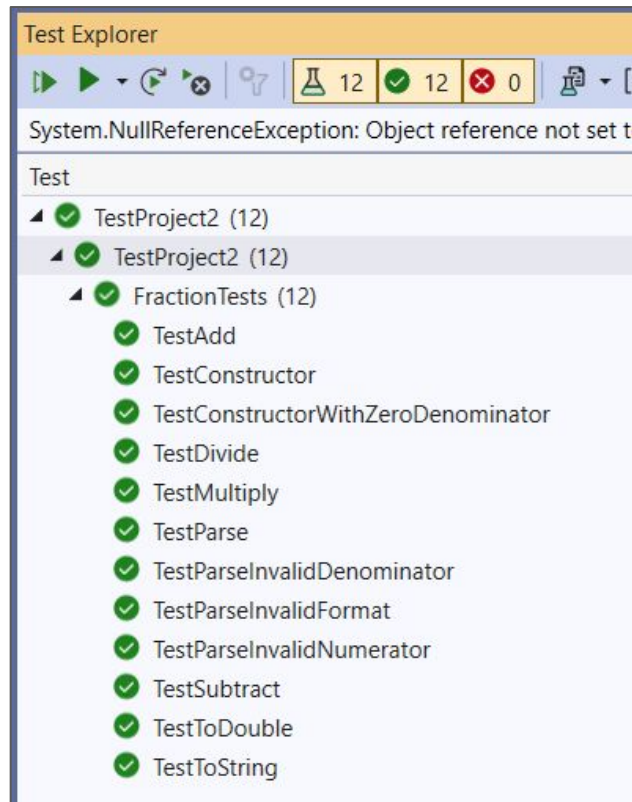 Test Explorer
12 12 0
System.NullReferenceException: Object reference not set t
Test
TestProject2 (12)
TestProject2 (12)
FractionTests (12)
TestAdd
TestConstructor
TestConstructorWithZeroDenominator
TestDivide
TestMultiply
TestParse
TestParseInvalidDenominator
TestParseInvalidFormat
TestParseInvalidNumerator
TestSubtract
TestToDouble
TestToString